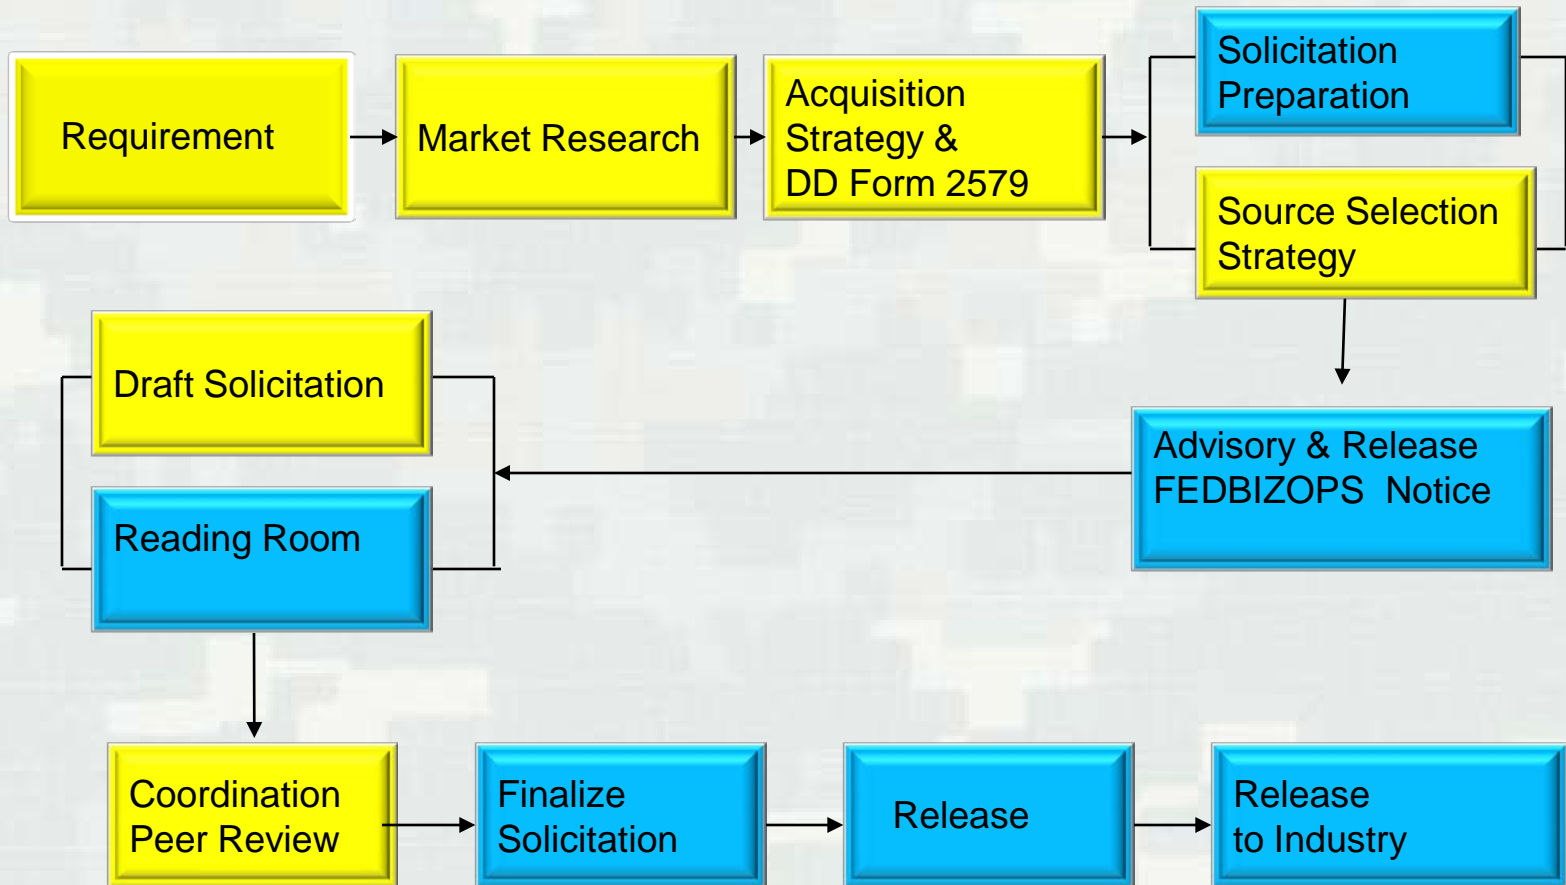 Requirement
Market Research
Acquisition
Strategy &
DD Form 2579
Solicitation
Preparation
Source Selection
Strategy
Advisory & Release
FEDBIZOPS  Notice
Draft Solicitation
Reading Room
Coordination
Peer Review
Finalize
Solicitation
Release
Release
to Industry